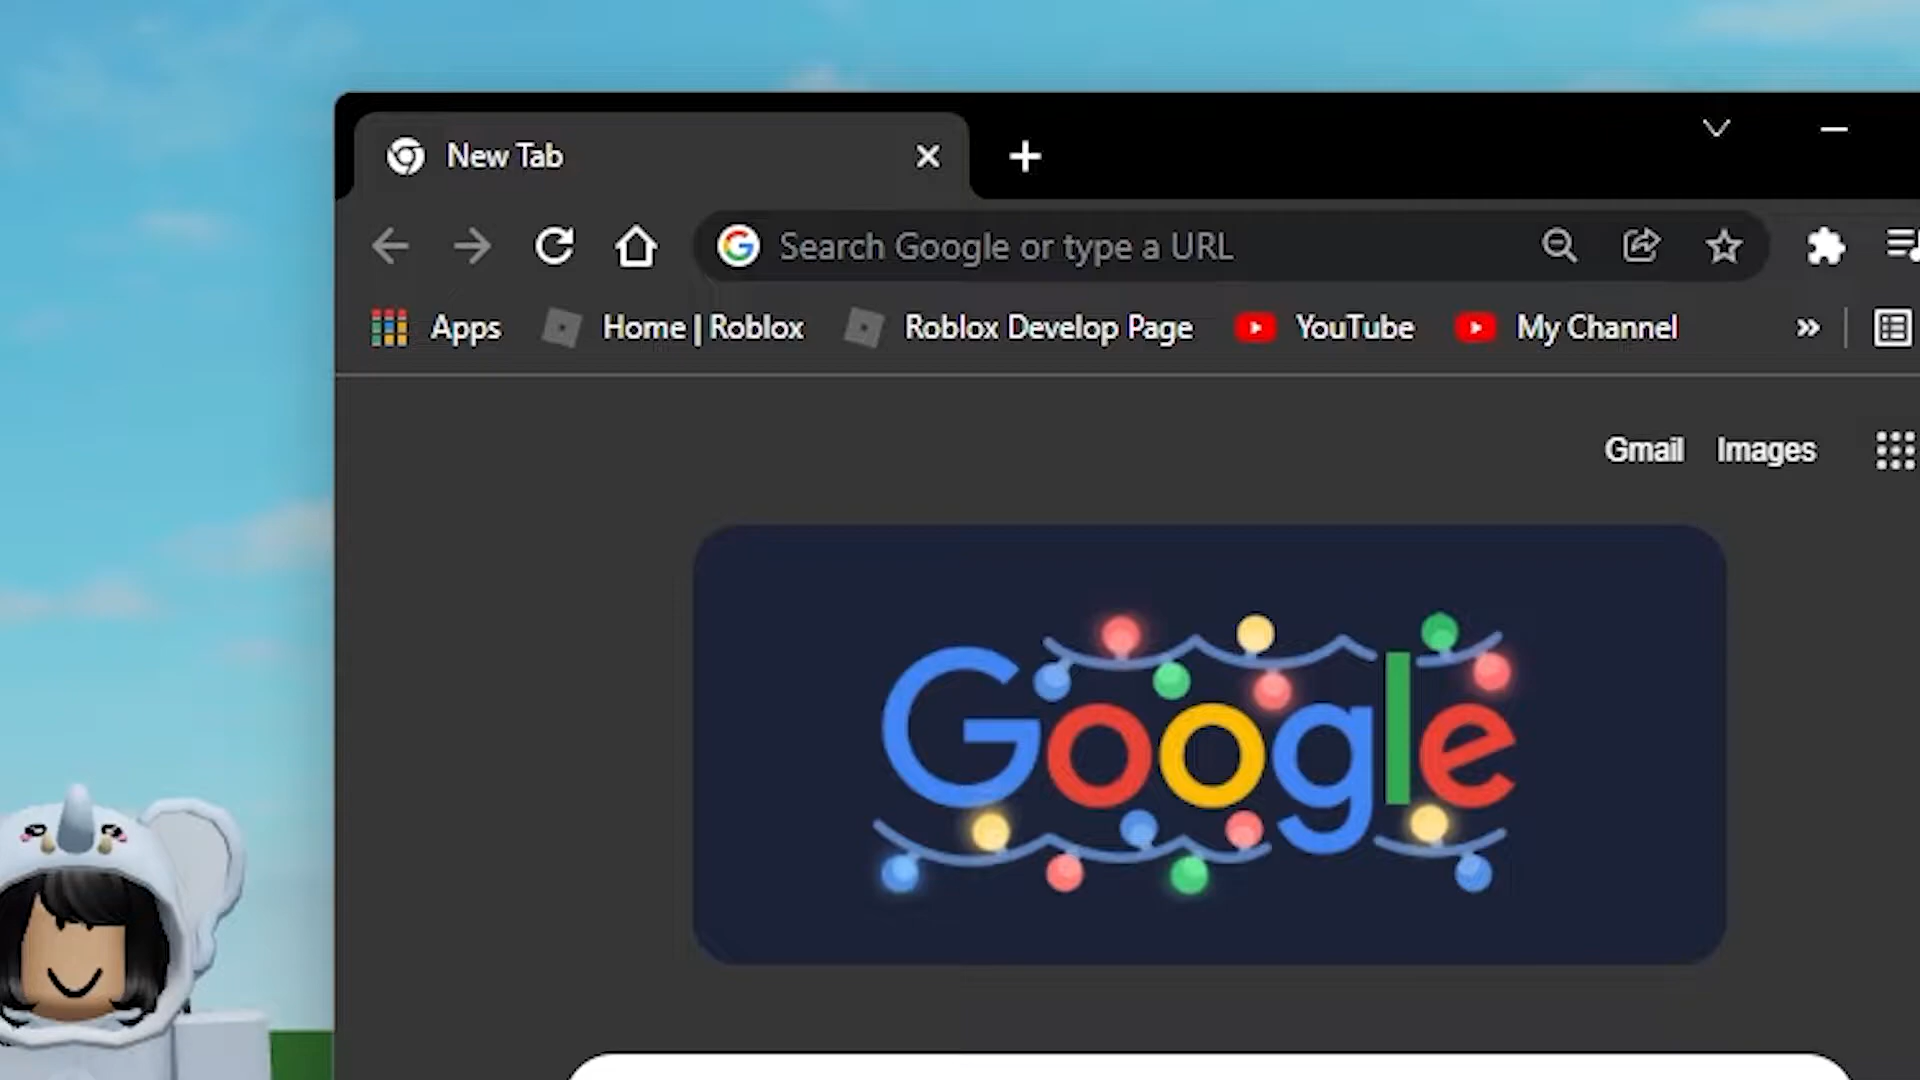 New Tab
Search Google or type a URL
Apps
Home | Roblox
Roblox Develop Page
YouTube
My Channel
Gmail
Images
Google